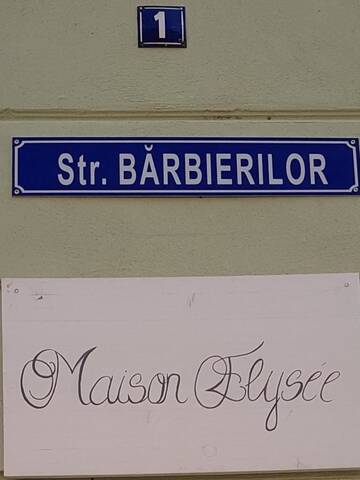 1
Str. BĂRBIERILOR
Maison Elysée